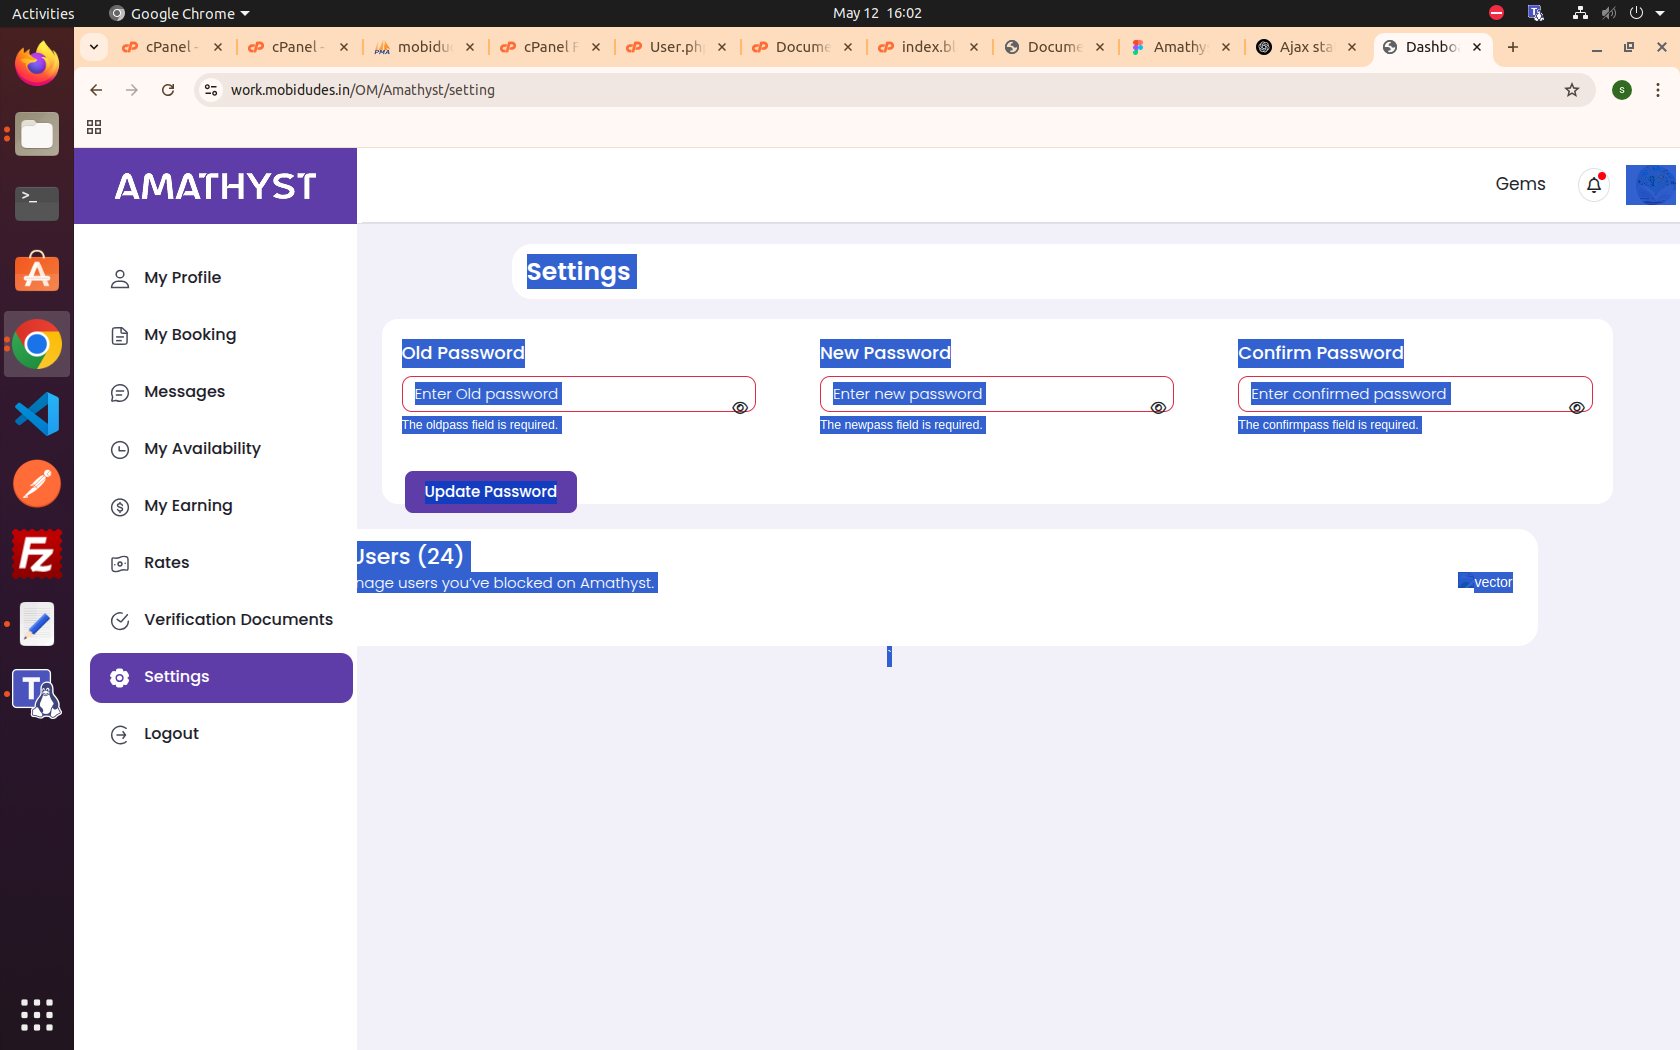 Activities
Google Chrome
May 12 16:02
cPanel -
cPanel -
mobidu
cPanel F
User.ph
Docume
index.bl
Docume
Amathy
Ajax sta
Dashbo
work.mobidudes.in/OM/Amathyst/setting
S
AMATHYST
Gems
My Profile
My Booking
Messages
My Availability
My Earning
Rates
Verification Documents
Settings
Logout
Settings
Old Password
New Password
Confirm Password
Enter Old password
Enter new password
Enter confirmed password
The oldpass field is required.
The newpass field is required.
The confirmpass field is required.
Update Password
Users (24)
nage users you’ve blocked on Amathyst.
vector